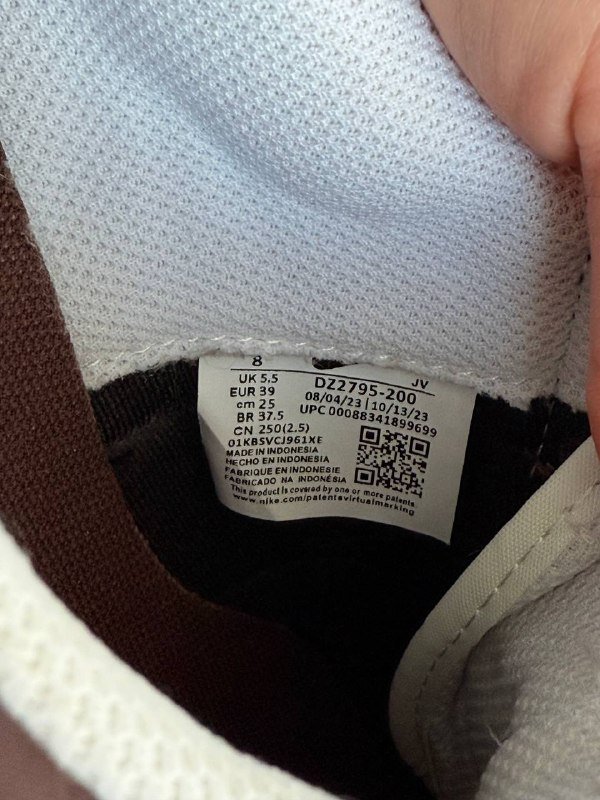 8
UK 5.5
EUR 39
cm 25
BR 37.5
CN 250(2.5)
JV
DZ2795-200
08/04/23 | 10/13/23
UPC 00088341899699
01KBSVCJ961XE
MADE IN INDONESIA
HECHO EN INDONESIA
FABRIQUE EN INDONESIE
FABRICADO NA INDONÉSIA
This product is covered by one or more patents.
www.nike.com/patentsvirtualmarking